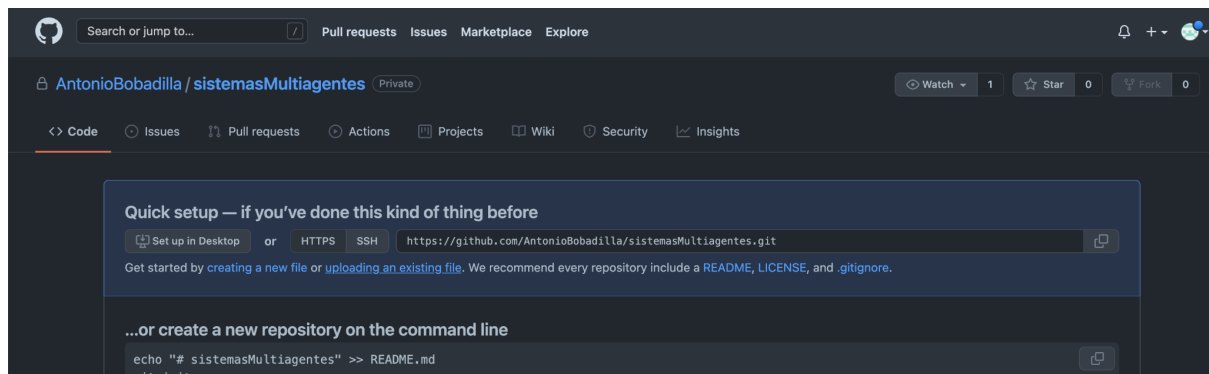 Search or jump to... / Pull requests Issues Marketplace Explore
AntonioBobadilla / sistemasMultiagentes Private Watch 1 Star 0 Fork 0
<> Code Issues Pull requests Actions Projects Wiki Security Insights
Quick setup — if you've done this kind of thing before
Set up in Desktop or HTTPS SSH https://github.com/AntonioBobadilla/sistemasMultiagentes.git
Get started by creating a new file or uploading an existing file. We recommend every repository include a README, LICENSE, and .gitignore.
...or create a new repository on the command line
echo "# sistemasMultiagentes" >> README.md